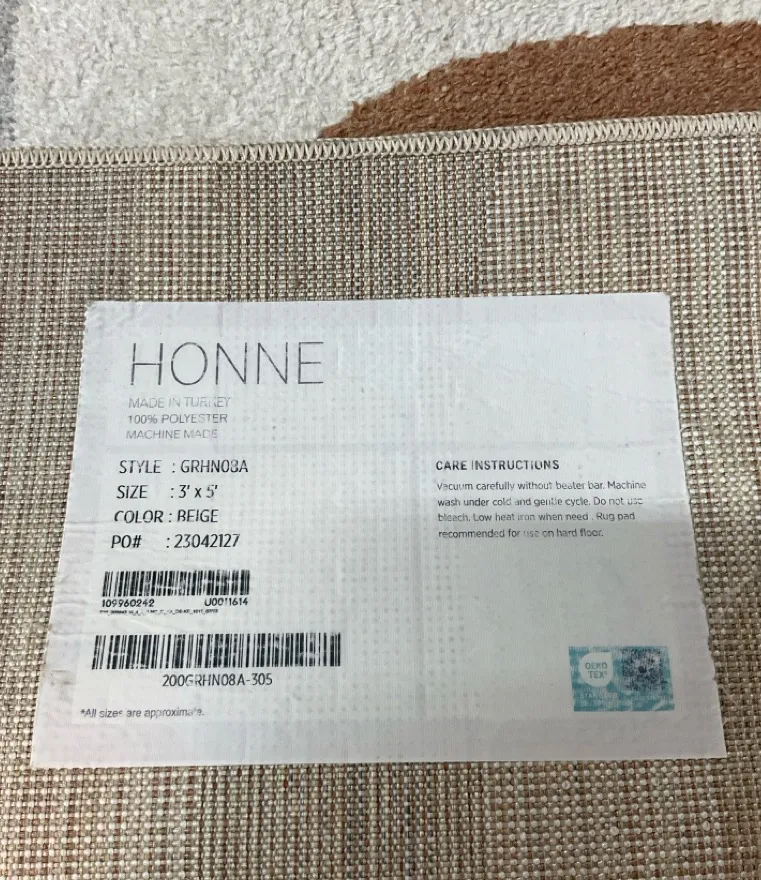 HONNE
MADE IN TURKEY
100% POLYESTER
MACHINE MADE
STYLE : GRHN08A
SIZE : 3' x 5'
COLOR : BEIGE
PO# : 23042127
CARE INSTRUCTIONS
Vacuum carefully without beater bar. Machine
wash under cold and gentle cycle. Do not use
bleach. Low heat iron when need . Rug pad
recommended for use on hard floor.
109960242 U0011614
200GRHN08A-305
OEKO
TEX®
*All sizes are approximate.